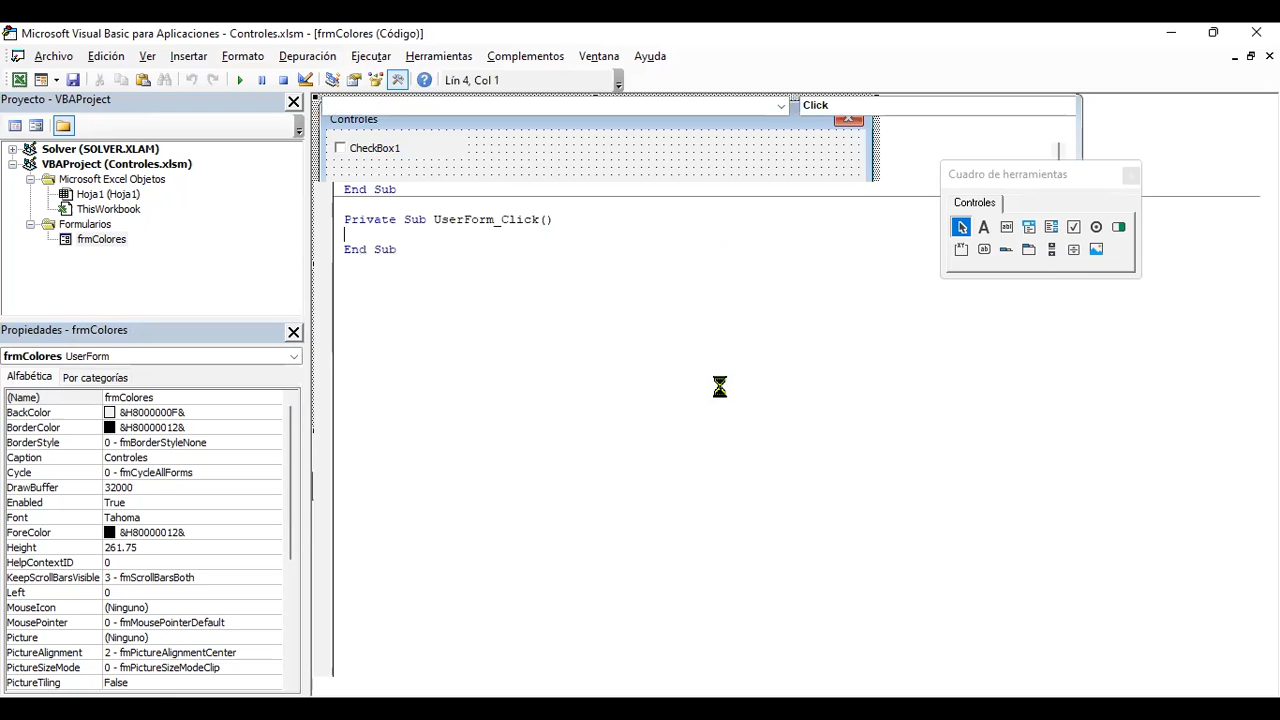 Microsoft Visual Basic para Aplicaciones - Controles.xlsm - [frmColores (Código)]
Archivo Edición Ver Insertar Formato Depuración Ejecutar Herramientas Complementos Ventana Ayuda
Lín 4, Col 1
Proyecto - VBAProject
Solver (SOLVER.XLAM)
VBAProject (Controles.xlsm)
Microsoft Excel Objetos
Hoja1 (Hoja1)
ThisWorkbook
Formularios
frmColores
Propiedades - frmColores
frmColores UserForm
Alfabética Por categorías
(Name) frmColores
BackColor &H8000000F&
BorderColor &H80000012&
BorderStyle 0 - fmBorderStyleNone
Caption Controles
Cycle 0 - fmCycleAllForms
DrawBuffer 32000
Enabled True
Font Tahoma
ForeColor &H80000012&
Height 261.75
HelpContextID 0
KeepScrollBarsVisible 3 - fmScrollBarsBoth
Left 0
MouseIcon (Ninguno)
MousePointer 0 - fmMousePointerDefault
Picture (Ninguno)
PictureAlignment 2 - fmPictureAlignmentCenter
PictureSizeMode 0 - fmPictureSizeModeClip
PictureTiling False
Click
Controles
CheckBox1
End Sub
Private Sub UserForm_Click()
End Sub
Cuadro de herramientas
Controles